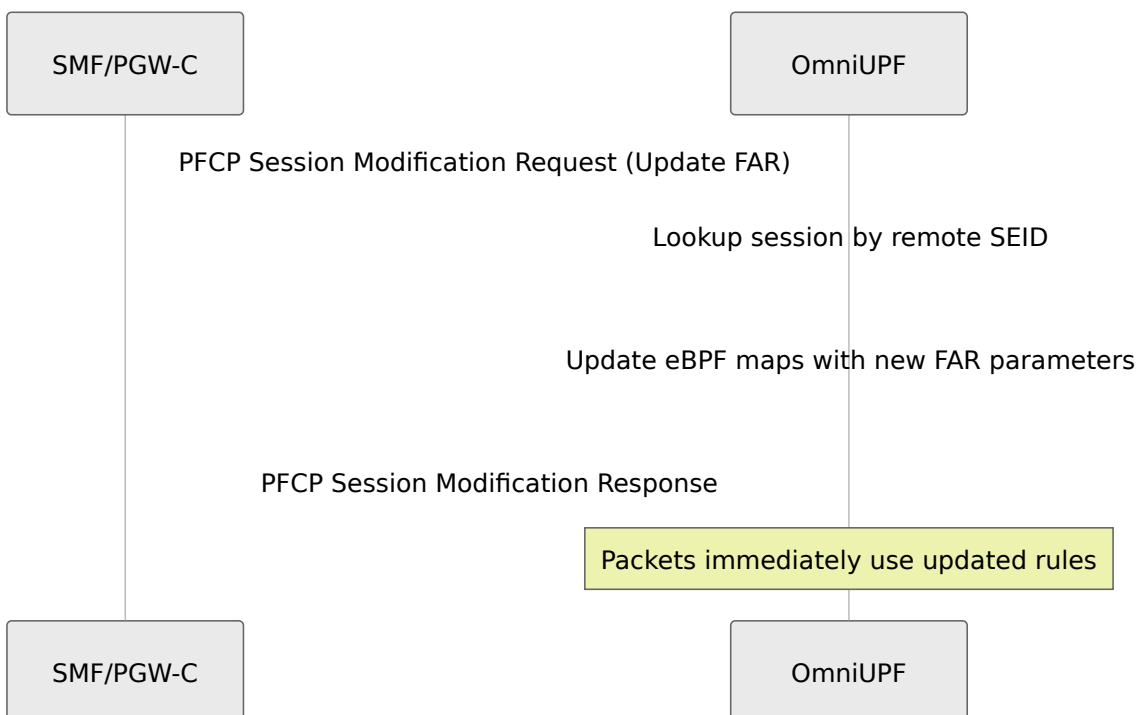 SMF/PGW-C
OmniUPF
PFCP Session Modification Request (Update FAR)
Lookup session by remote SEID
Update eBPF maps with new FAR parameters
PFCP Session Modification Response
Packets immediately use updated rules
SMF/PGW-C
OmniUPF